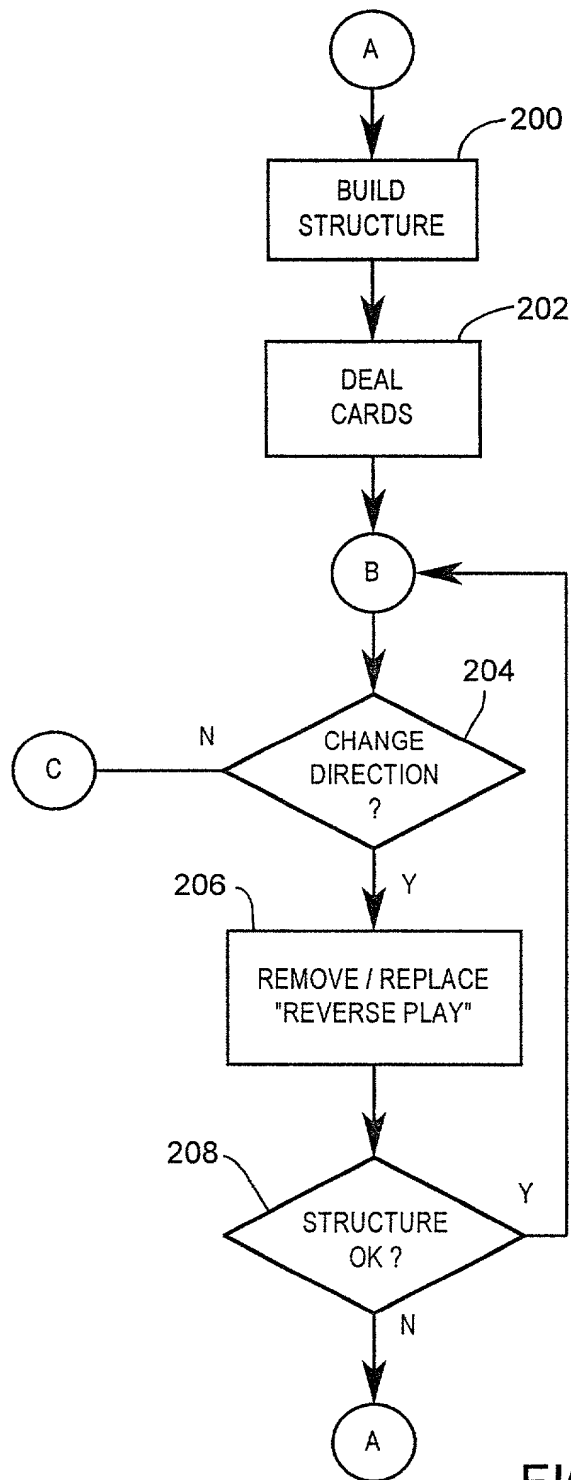 A
200
BUILD
STRUCTURE
202
DEAL
CARDS
B
204
N
CHANGE
DIRECTION
?
C
Y
206
REMOVE / REPLACE
"REVERSE PLAY"
208
Y
STRUCTURE
OK ?
N
A